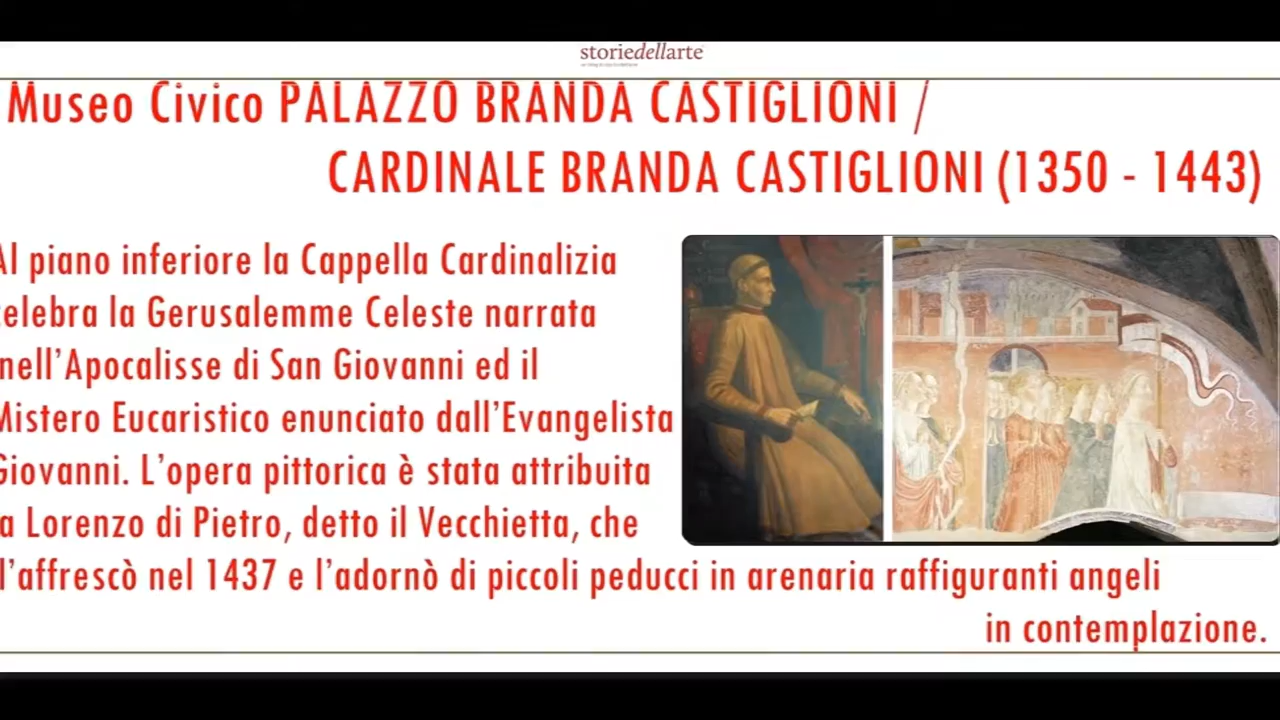 storiedellarte
Museo Civico PALAZZO BRANDA CASTIGLIONI /
CARDINALE BRANDA CASTIGLIONI (1350 - 1443)
Al piano inferiore la Cappella Cardinalizia
celebra la Gerusalemme Celeste narrata
nell'Apocalisse di San Giovanni ed il
Mistero Eucaristico enunciato dall'Evangelista
Giovanni. L'opera pittorica è stata attribuita
a Lorenzo di Pietro, detto il Vecchietta, che
l'affrescò nel 1437 e l'adornò di piccoli peducci in arenaria raffiguranti angeli
in contemplazione.